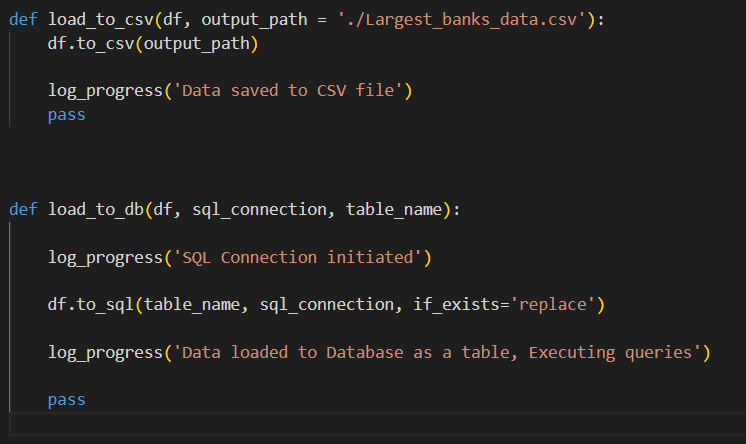 def load_to_csv(df, output_path = './Largest_banks_data.csv'):
    df.to_csv(output_path)
    log_progress('Data saved to CSV file')
    pass
def load_to_db(df, sql_connection, table_name):
    log_progress('SQL Connection initiated')
    df.to_sql(table_name, sql_connection, if_exists='replace')
    log_progress('Data loaded to Database as a table, Executing queries')
    pass